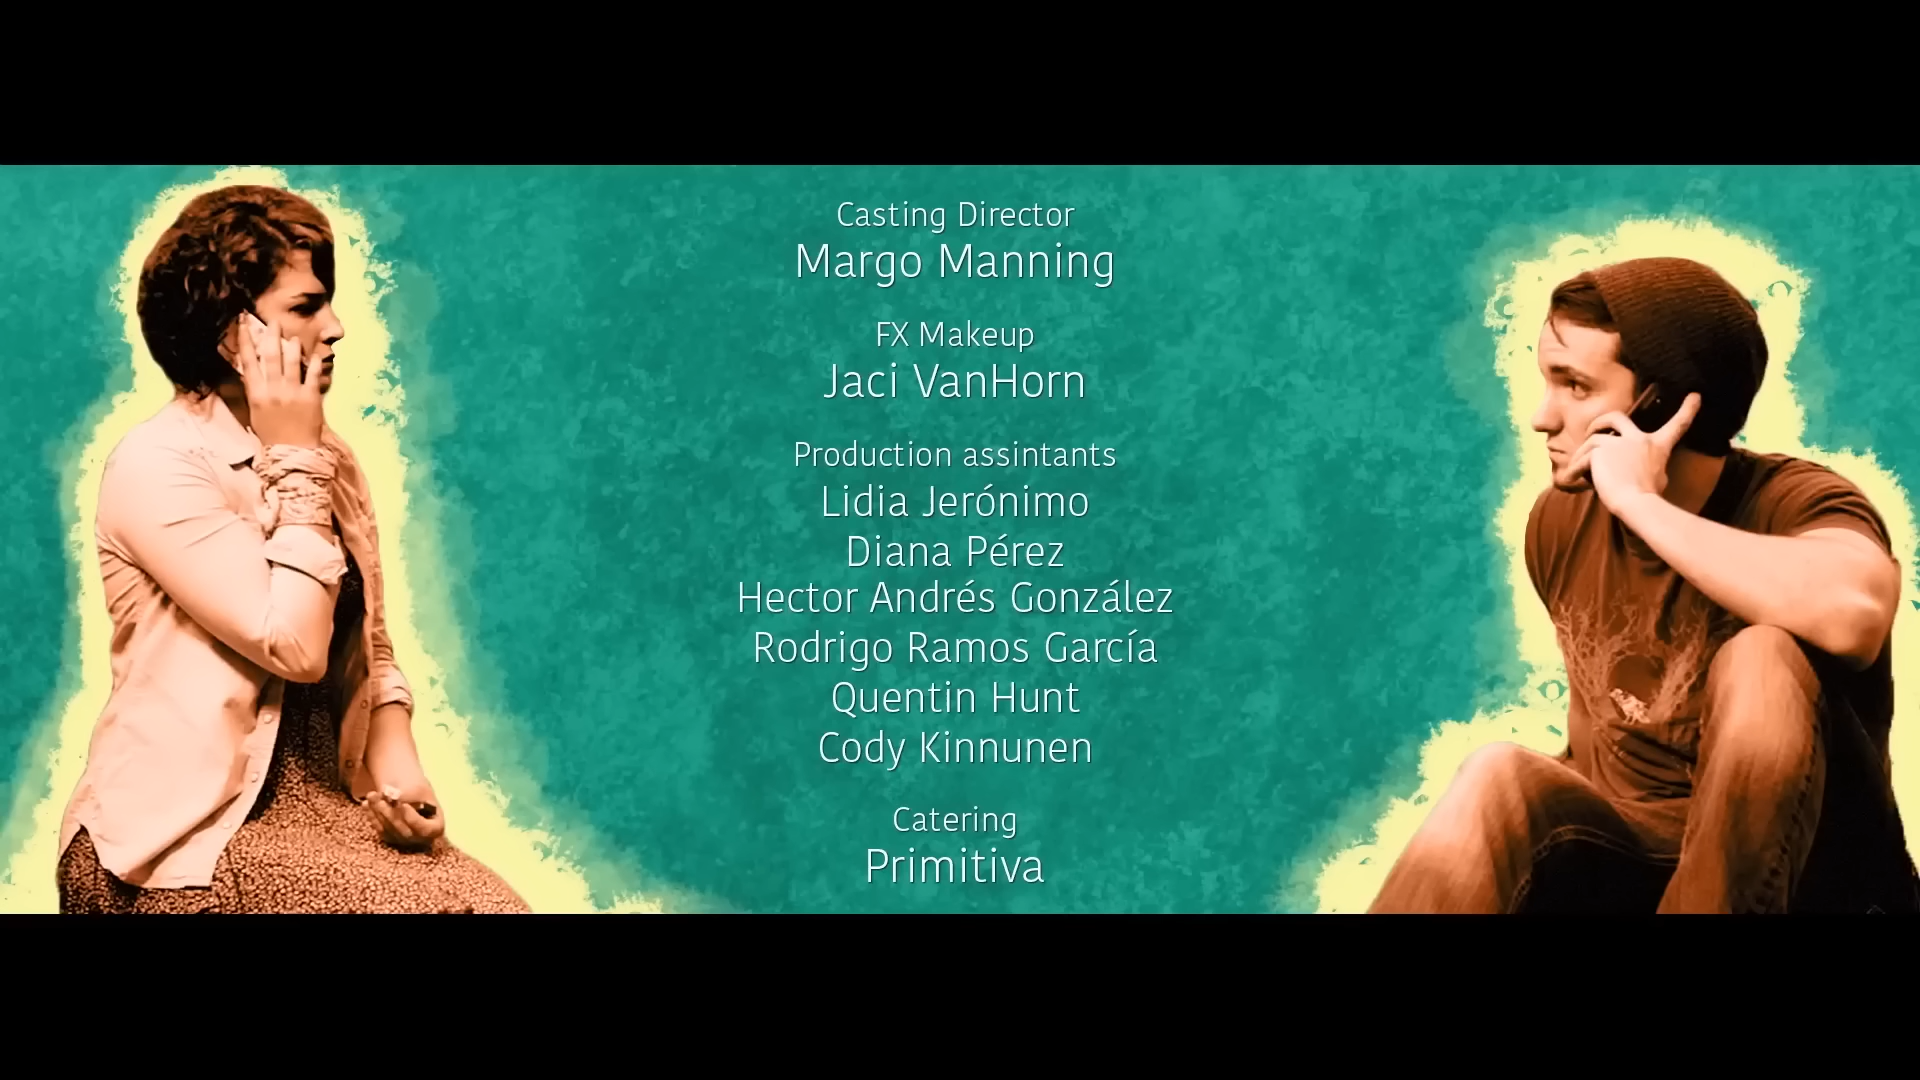 Casting Director
Margo Manning
FX Makeup
Jaci VanHorn
Production assintants
Lidia Jerónimo
Diana Pérez
Hector Andrés González
Rodrigo Ramos García
Quentin Hunt
Cody Kinnunen
Catering
Primitiva